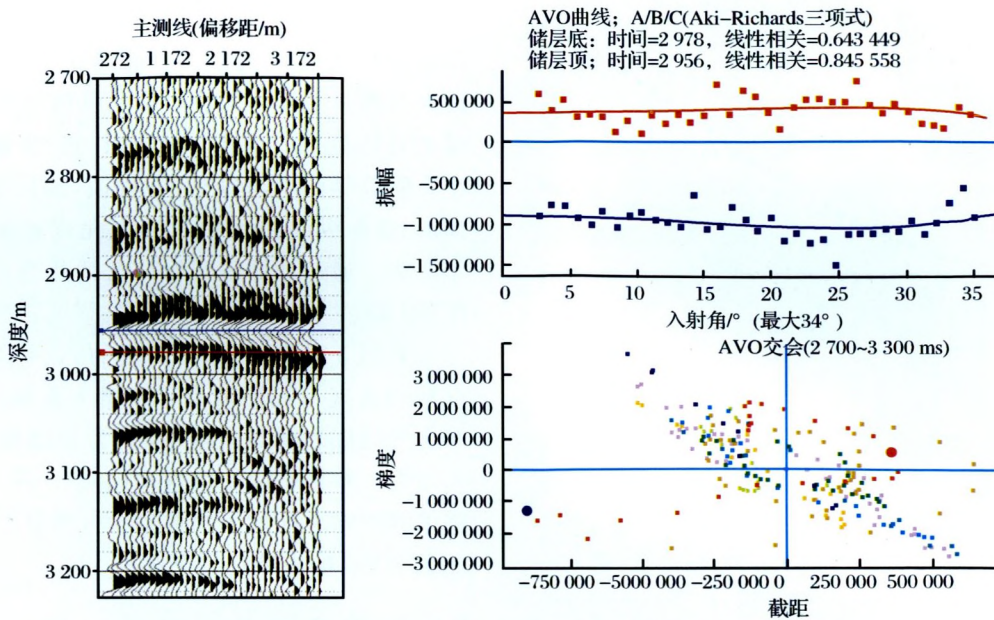 主测线(偏移距/m)
272 1 172 2 172 3 172
2 700
2 800
2 900
3 000
3 100
3 200
深度/m
AVO曲线；A/B/C(Aki-Richards三项式)
储层底：时间=2 978，线性相关=0.643 449
储层顶；时间=2 956，线性相关=0.845 558
500 000
0
-500 000
-1 000 000
-1 500 000
振幅
0 5 10 15 20 25 30 35
入射角/° (最大34°)
AVO交会(2 700~3 300 ms)
3 000 000
2 000 000
1 000 000
0
-1 000 000
-2 000 000
-3 000 000
梯度
-750 000 -5000 000 -250 000 0 250 000 500 000
截距